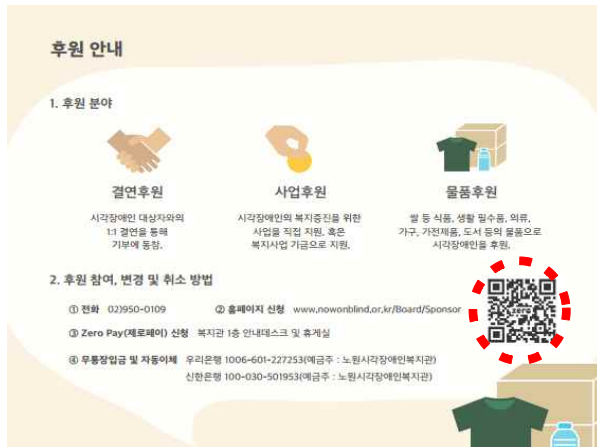 후원 안내
1. 후원 분야
결연후원
시각장애인 대상자와의
1:1 결연을 통해
기부에 동참.
사업후원
시각장애인의 복지증진을 위한
사업을 직접 지원. 혹은
복지사업 기금으로 지원.
물품후원
쌀 등 식품, 생활 필수품, 의류,
가구, 가전제품, 도서 등의 물품으로
시각장애인을 후원.
2. 후원 참여, 변경 및 취소 방법
① 전화 02)950-0109 ② 홈페이지 신청 www.nowonblind.or.kr/Board/Sponsor
③ Zero Pay(제로페이) 신청 복지관 1층 안내데스크 및 휴게실
④ 무통장입금 및 자동이체 우리은행 1006-601-227253(예금주 : 노원시각장애인복지관)
신한은행 100-030-501953(예금주 : 노원시각장애인복지관)
zero